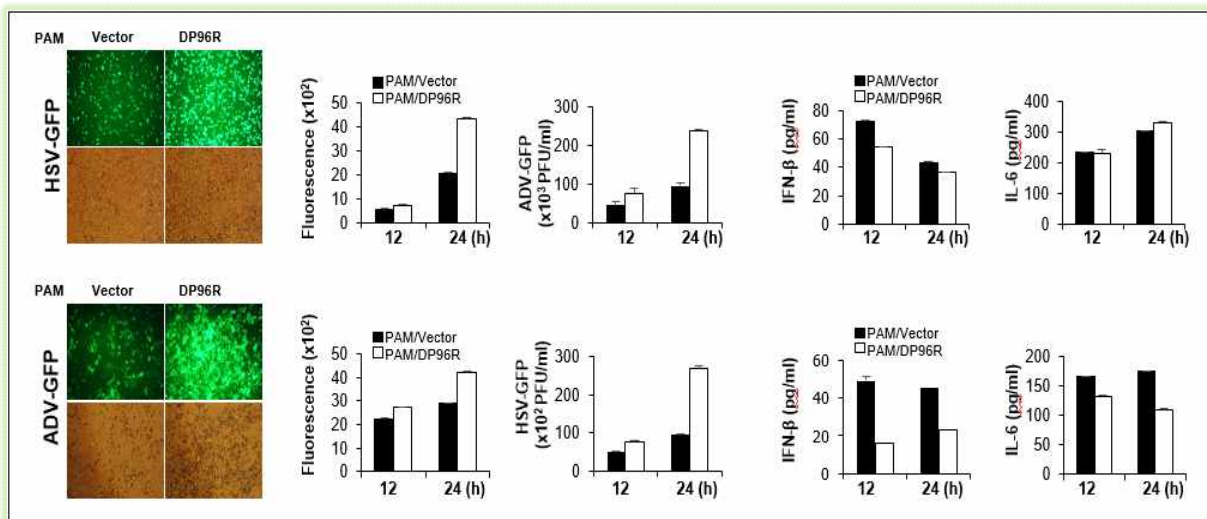 PAM Vector DP96R
HSV-GFP
Fluorescence (x10²)
50
40
30
20
10
0
12 24 (h)
PAM/Vector
PAM/DP96R
ADV-GFP
(x10³ PFU/ml)
300
200
100
0
12 24 (h)
IFN-β (pg/ml)
80
60
40
20
0
12 24 (h)
PAM/Vector
PAM/DP96R
IL-6 (pg/ml)
400
300
200
100
0
12 24 (h)
PAM Vector DP96R
ADV-GFP
Fluorescence (x10²)
50
40
30
20
10
0
12 24 (h)
PAM/Vector
PAM/DP96R
HSV-GFP
(x10² PFU/ml)
300
200
100
0
12 24 (h)
IFN-β (pg/ml)
60
40
20
0
12 24 (h)
PAM/Vector
PAM/DP96R
IL-6 (pg/ml)
200
150
100
50
0
12 24 (h)